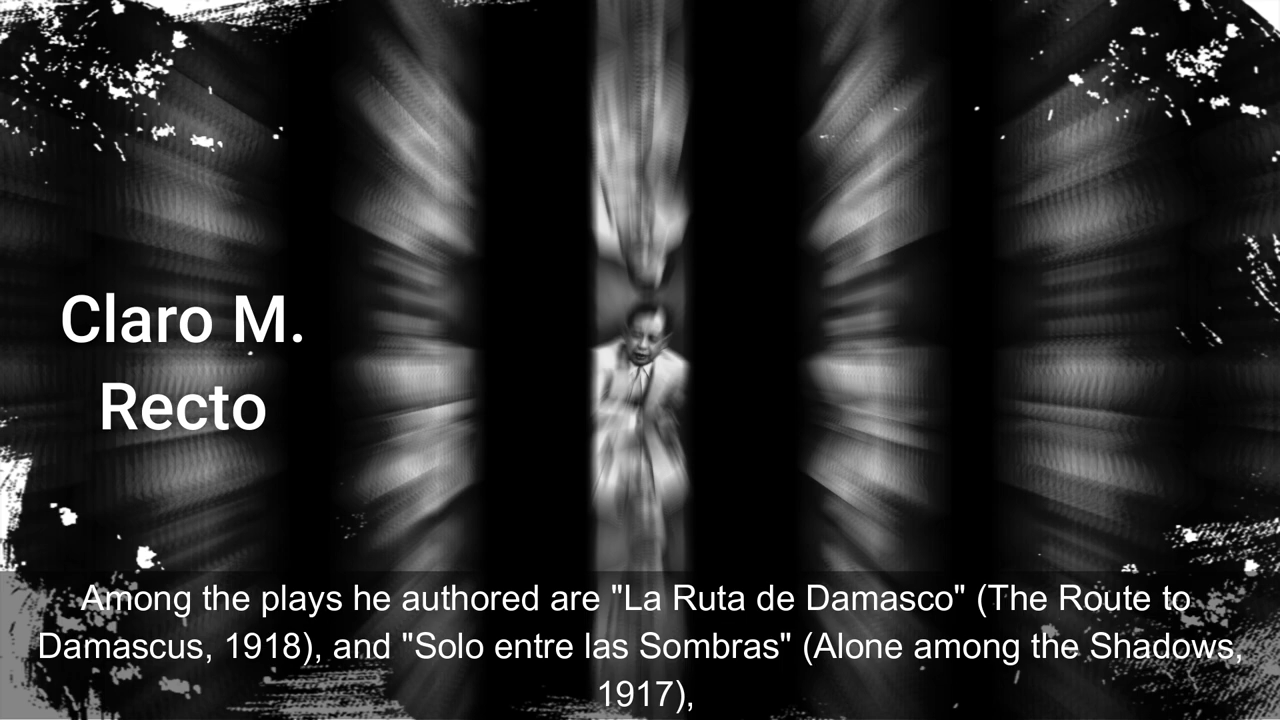 Claro M.
Recto
Among the plays he authored are "La Ruta de Damasco" (The Route to
Damascus, 1918), and "Solo entre las Sombras" (Alone among the Shadows,
1917),